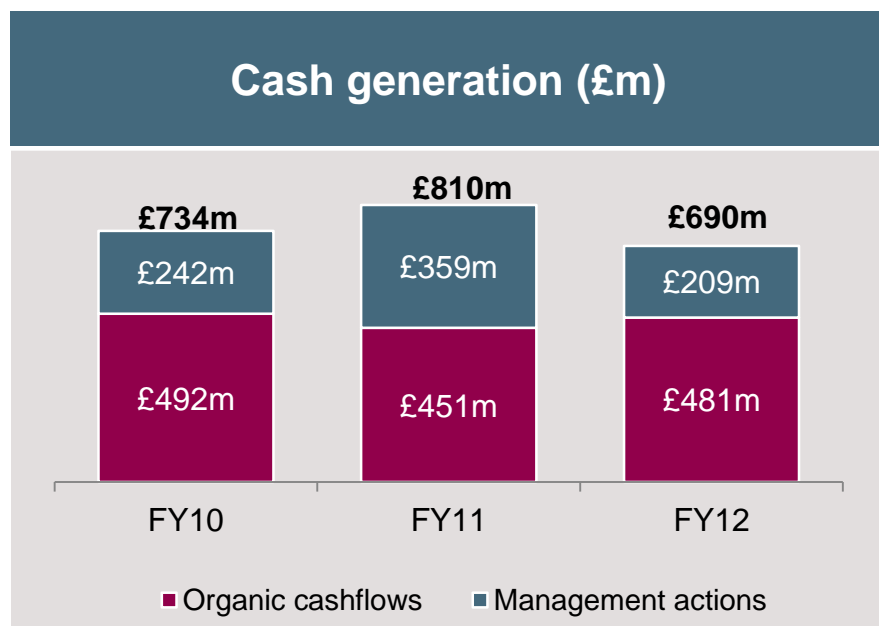 Cash generation (£m)
£734m
£810m
£690m
£242m
£359m
£209m
£492m
£451m
£481m
FY10
FY11
FY12
Organic cashflows
Management actions